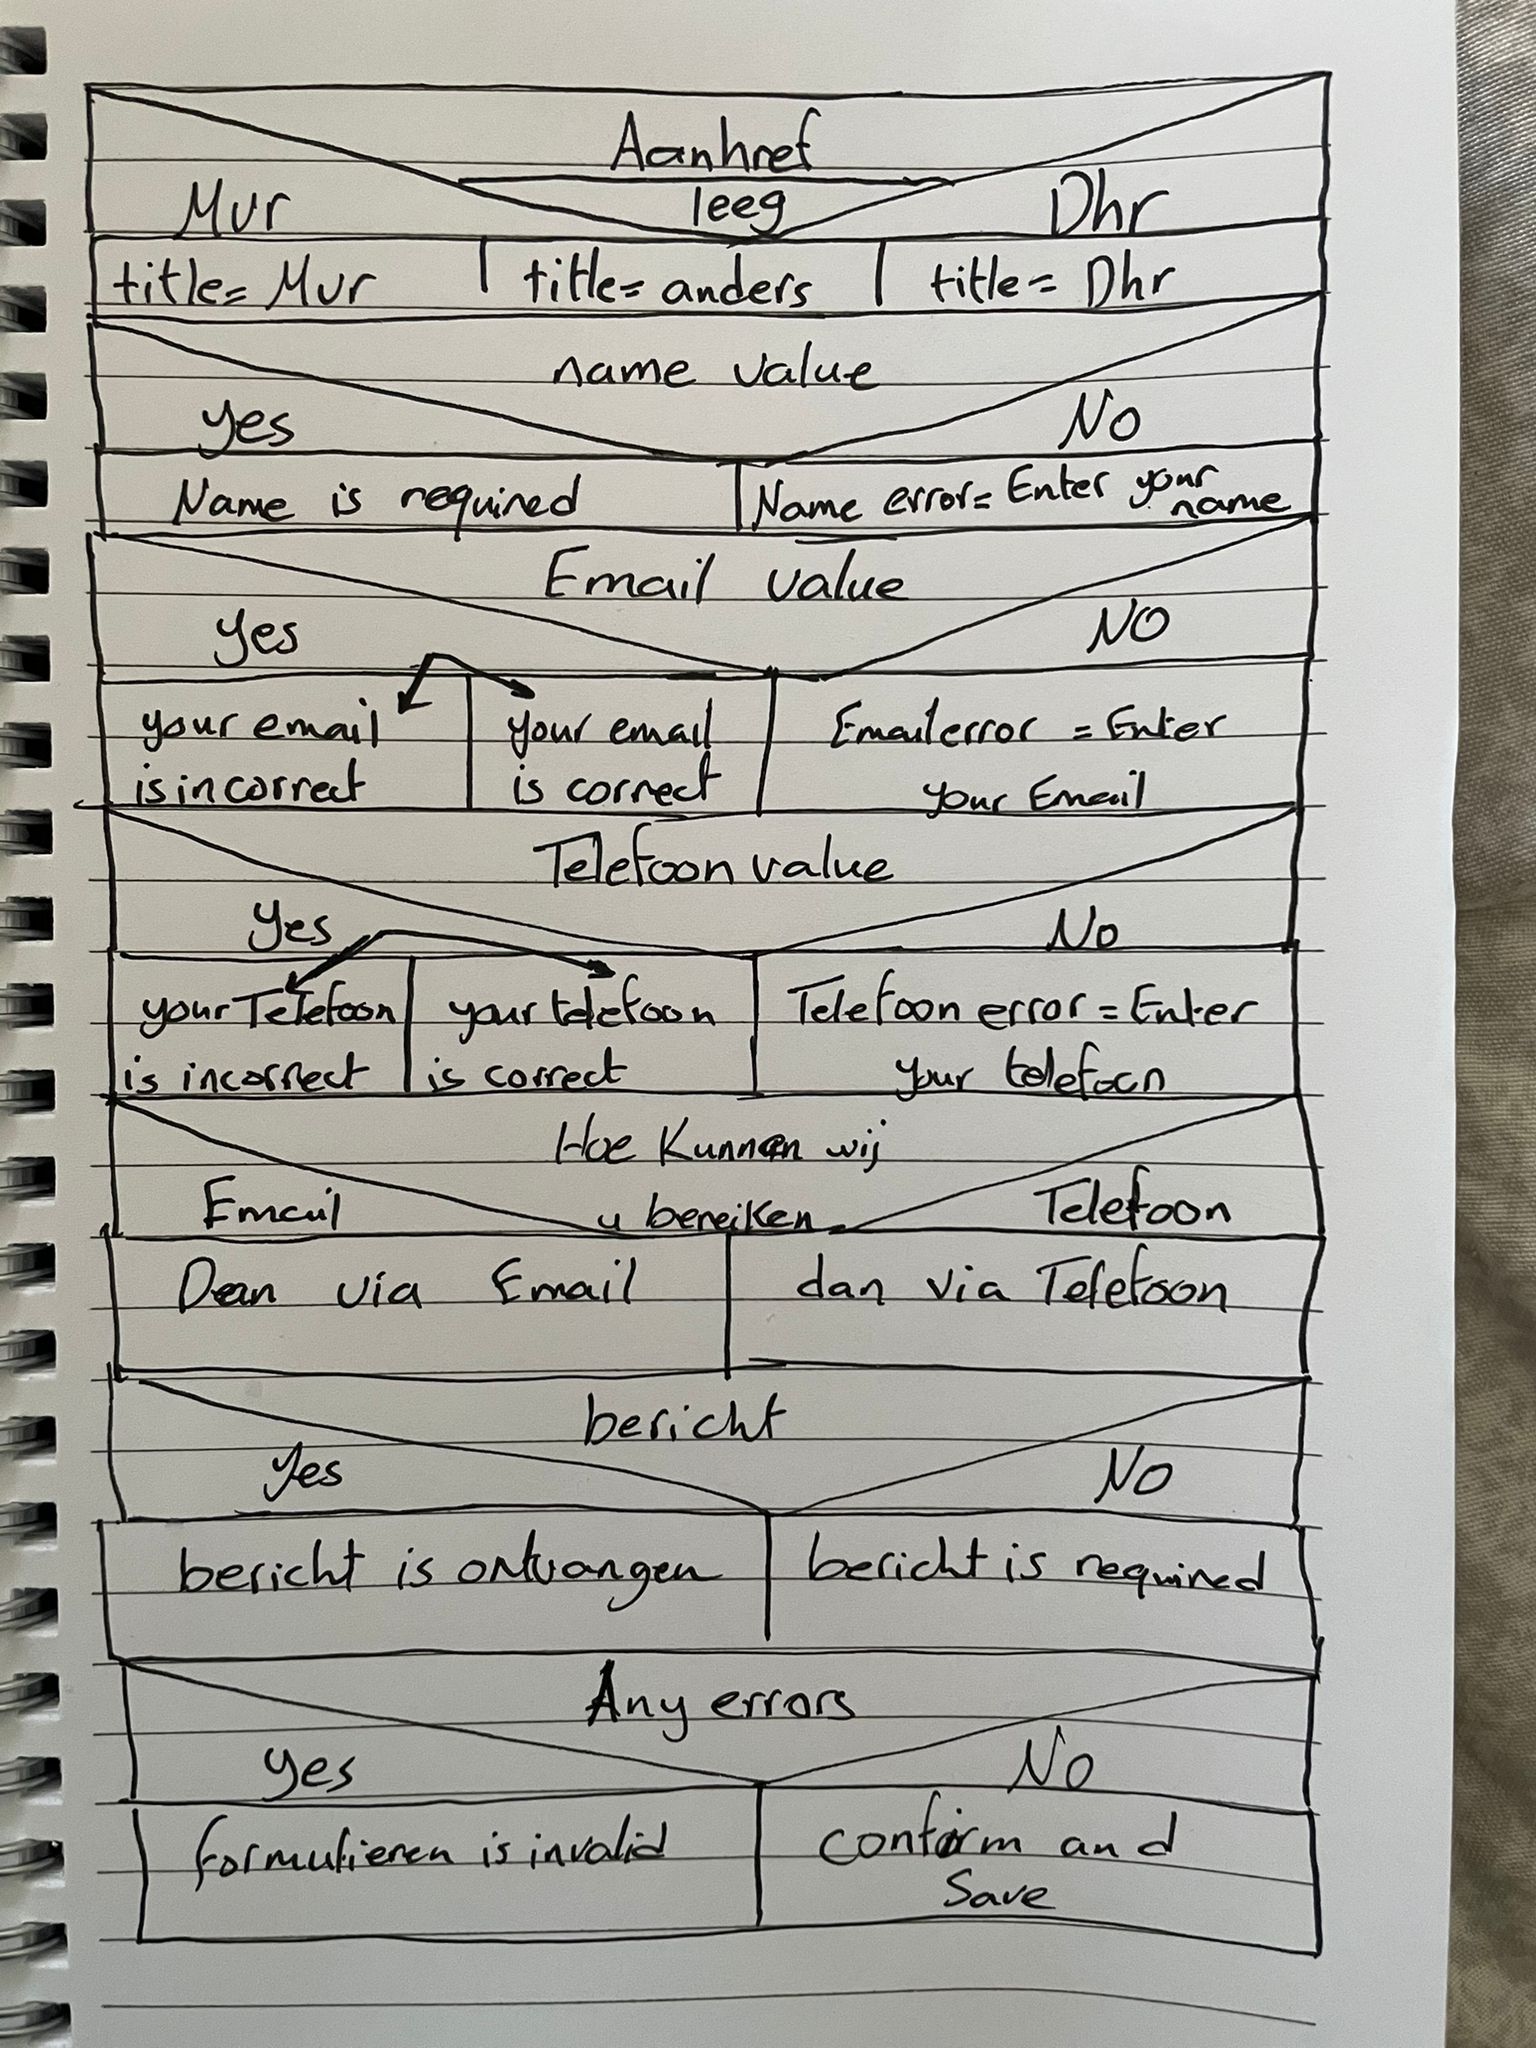 Aanhref
Mvr leeg Dhr
title= Mvr title= anders title= Dhr
name value
yes NO
Name is required Name error= Enter your name
Email value
yes NO
your email is incorrect
your email is correct
Email error = Enter your Email
Telefoon value
Yes No
your Telefoon is incorrect
your telefoon is correct
Telefoon error = Enter your telefoon
Hoe Kunnen wij
Email u bereiken Telefoon
Dan via Email dan via Telefoon
bericht
Yes NO
bericht is ontvangen bericht is required
Any errors
yes No
formulieren is invalid confirm and
Save